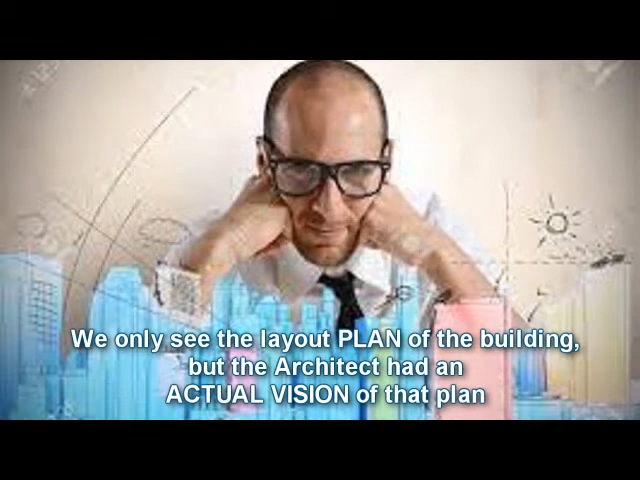 We only see the layout PLAN of the building,
but the Architect had an
ACTUAL VISION of that plan